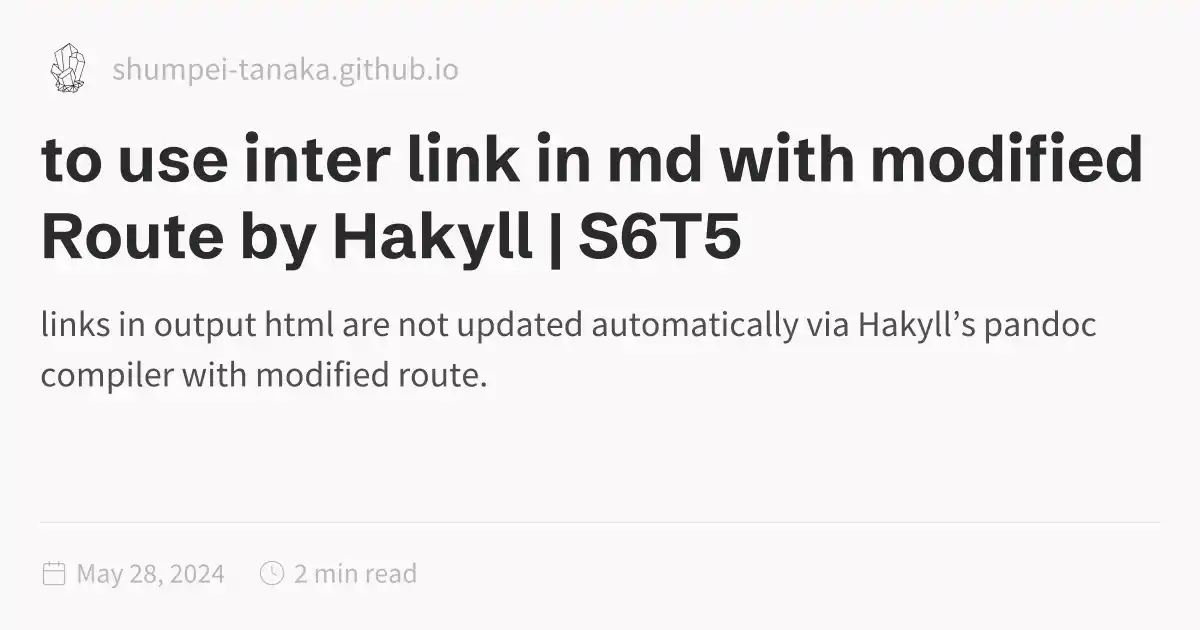 shumpei-tanaka.github.io
to use inter link in md with modified
Route by Hakyll | S6T5
links in output html are not updated automatically via Hakyll’s pandoc
compiler with modified route.
May 28, 2024 2 min read